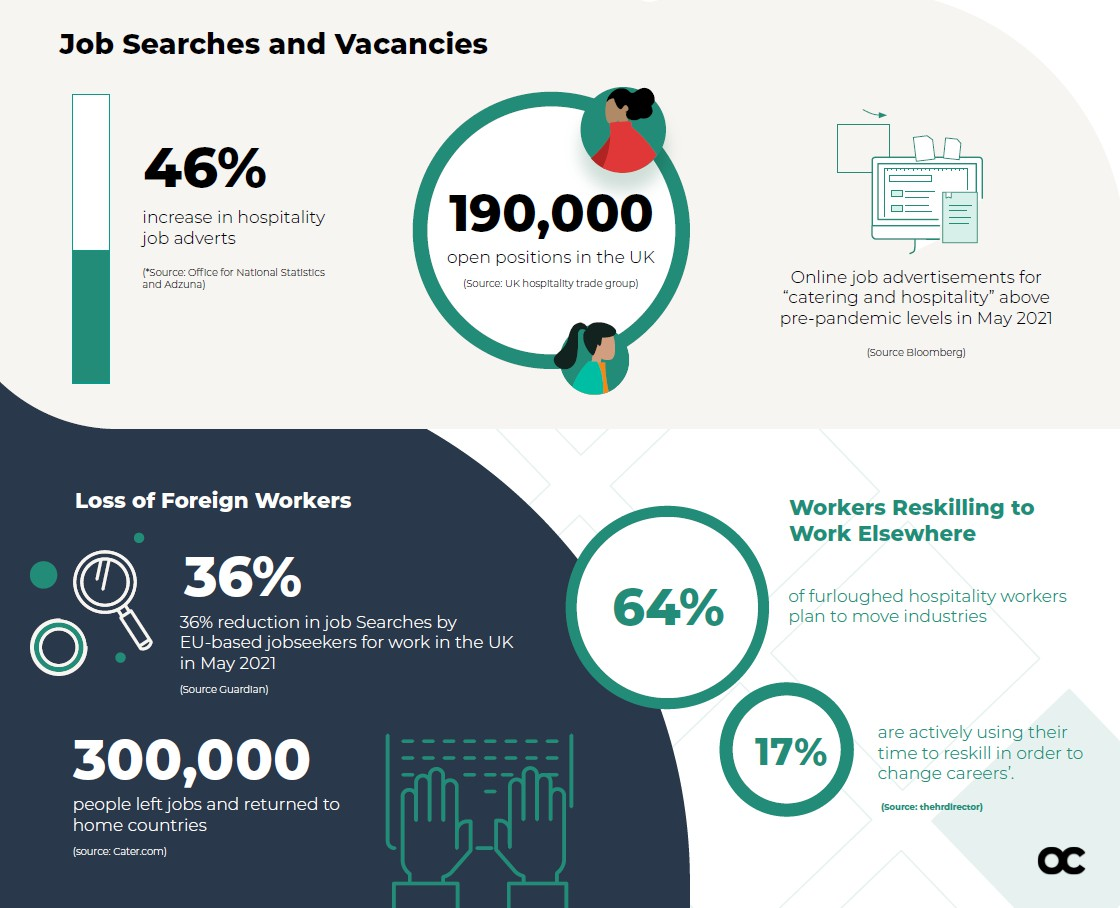 Job Searches and Vacancies
46%
increase in hospitality
job adverts
(*Source: Office for National Statistics
and Adzuna)
190,000
open positions in the UK
(Source: UK hospitality trade group)
Online job advertisements for
“catering and hospitality” above
pre-pandemic levels in May 2021
(Source Bloomberg)
Loss of Foreign Workers
36%
36% reduction in job Searches by
EU-based jobseekers for work in the UK
in May 2021
(Source Guardian)
300,000
people left jobs and returned to
home countries
(source: Cater.com)
Workers Reskilling to
Work Elsewhere
64%
of furloughed hospitality workers
plan to move industries
17%
are actively using their
time to reskill in order to
change careers’.
(Source: thehrdirector)
OC